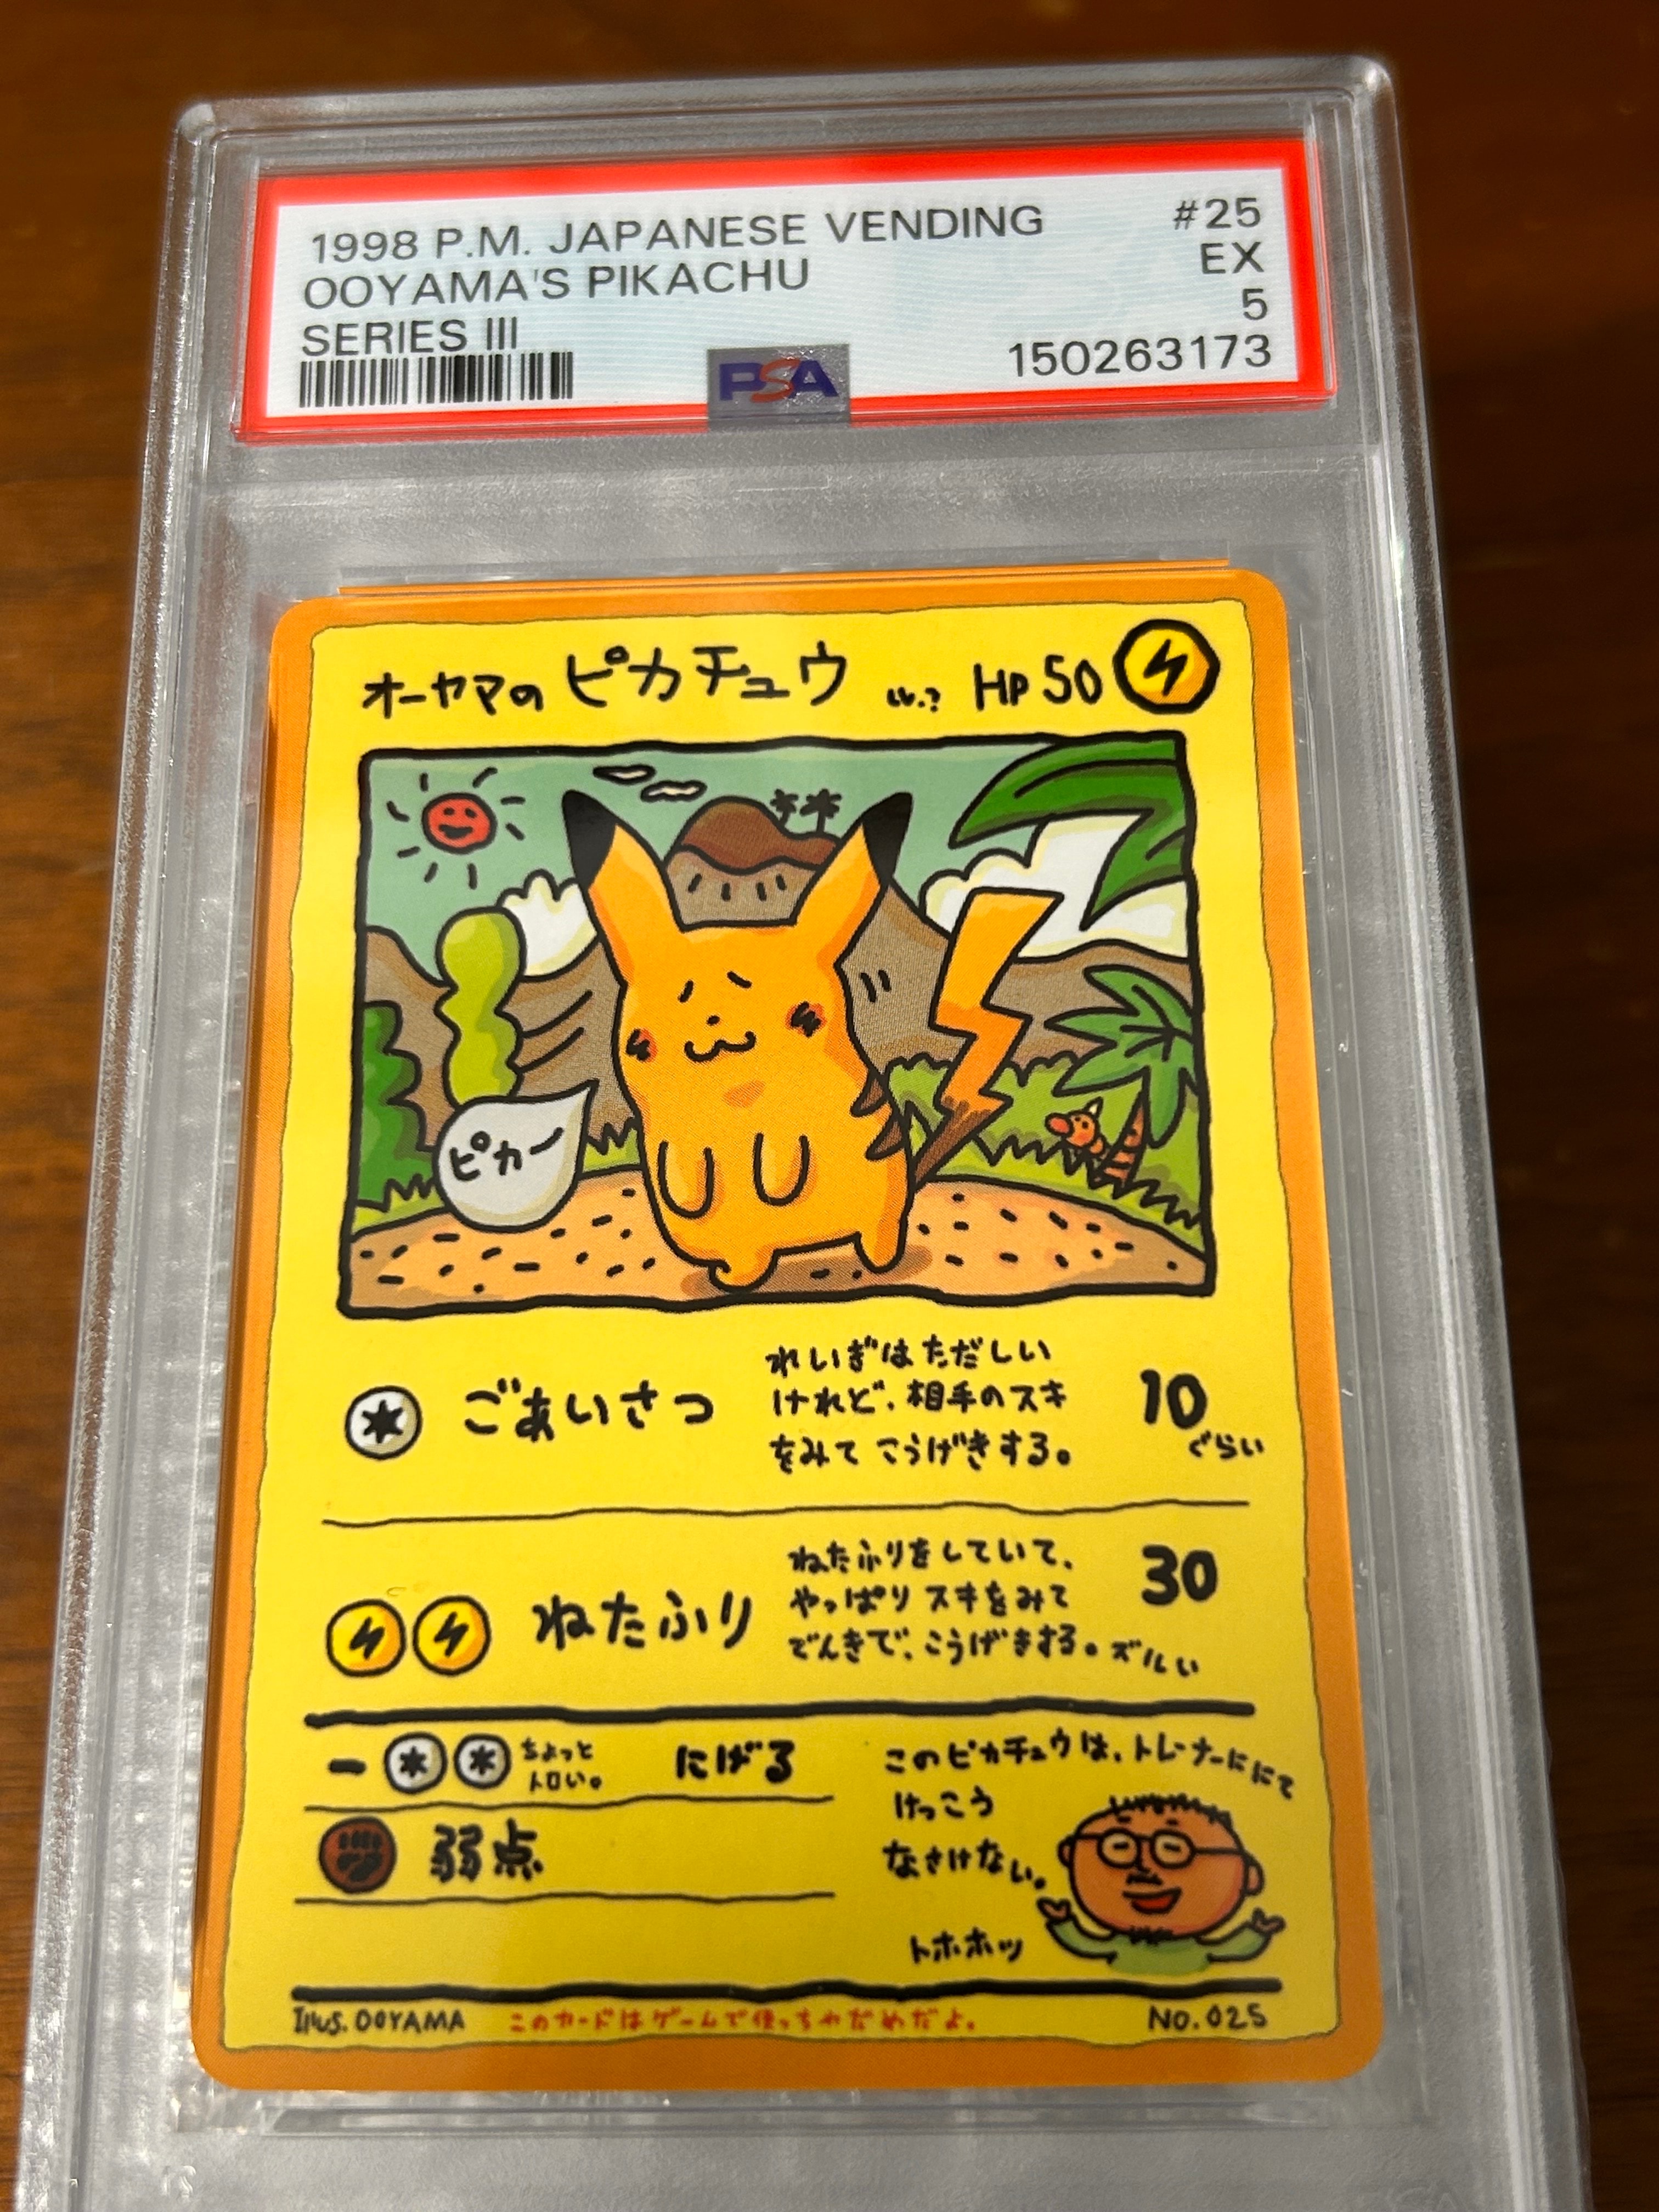 1998 P.M. JAPANESE VENDING #25
OOYAMA'S PIKACHU EX
SERIES III 5
PSA 150263173
オーヤマの ピカチュウ LV.? HP 50
ピカー
ごあいさつ
れいぎはただしい
けれど、相手のスキ
をみて こうげきする。
10
ぐらい
ねたふり
ねたふりをしていて、
やっぱり スキをみて
でんきで、こうげきする。ズルい
30
ー ちょっと
トロい。
にげる
弱点
このピカチュウは、トレーナーににて
けっこう
なさけない。
トホホッ
Illus. OOYAMA このカードはゲームで使っちゃだめだよ。 NO. 025